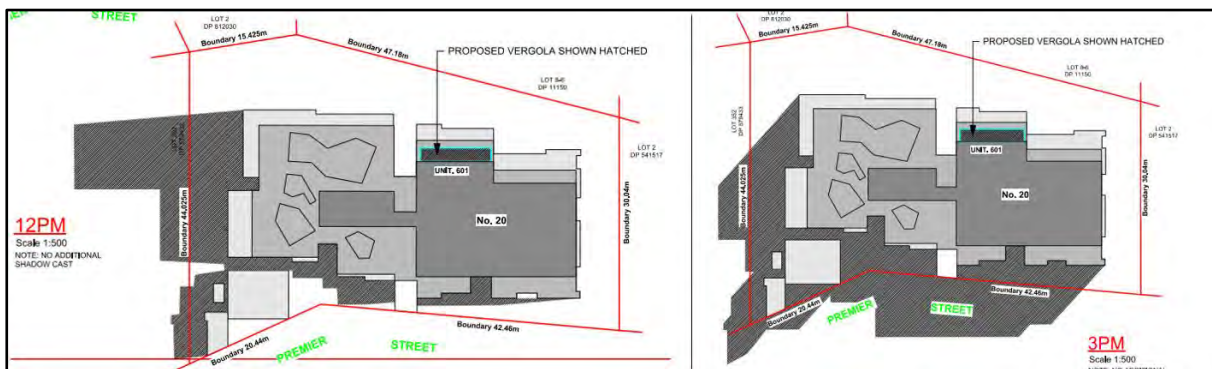 STREET
LOT 2
DP 812030
Boundary 15.425m
Boundary 47.18m
PROPOSED VERGOLA SHOWN HATCHED
LOT 8-6
DP 11150
LOT 2
DP 541517
UNIT. 601
Boundary 44,025m
Boundary 30,04m
No. 20
12PM
Scale 1:500
NOTE: NO ADDITIONAL
SHADOW CAST
Boundary 42.46m
Boundary 20.44m
PREMIER STREET
LOT 2
DP 812030
Boundary 15.425m
Boundary 47.18m
PROPOSED VERGOLA SHOWN HATCHED
LOT 8-6
DP 11150
LOT 2
DP 541517
UNIT. 601
Boundary 44,025m
Boundary 30,04m
No. 20
Boundary 42.46m
Boundary 20.44m
PREMIER STREET
3PM
Scale 1:500